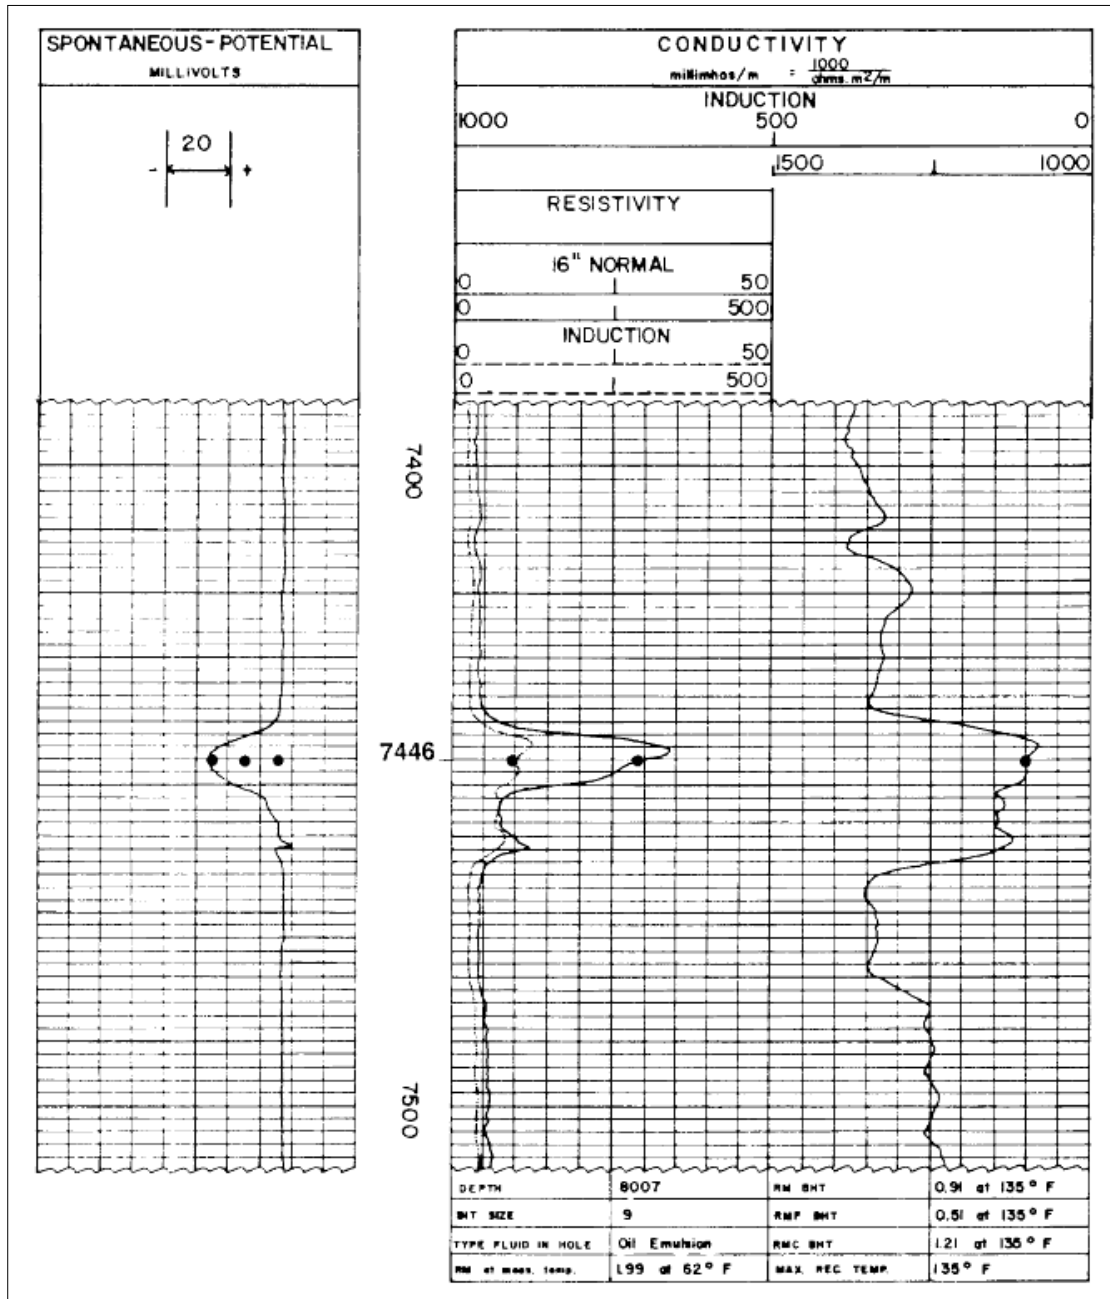 SPONTANEOUS-POTENTIAL
MILLIVOLTS
- 20 +
CONDUCTIVITY
millimhos/m = 1000
ohms. m2/m
INDUCTION
1000 500 0
1500 1000
RESISTIVITY
16" NORMAL
0 50
0 500
INDUCTION
0 50
0 500
7400
7446
7500
DEPTH 8007 RM BHT 0.91 at 135° F
BIT SIZE 9 RMF BHT 0.51 at 135° F
TYPE FLUID IN HOLE Oil Emulsion RMC BHT 1.21 at 135° F
RM at meas. temp. 1.99 at 62° F MAX. REC TEMP. 135° F